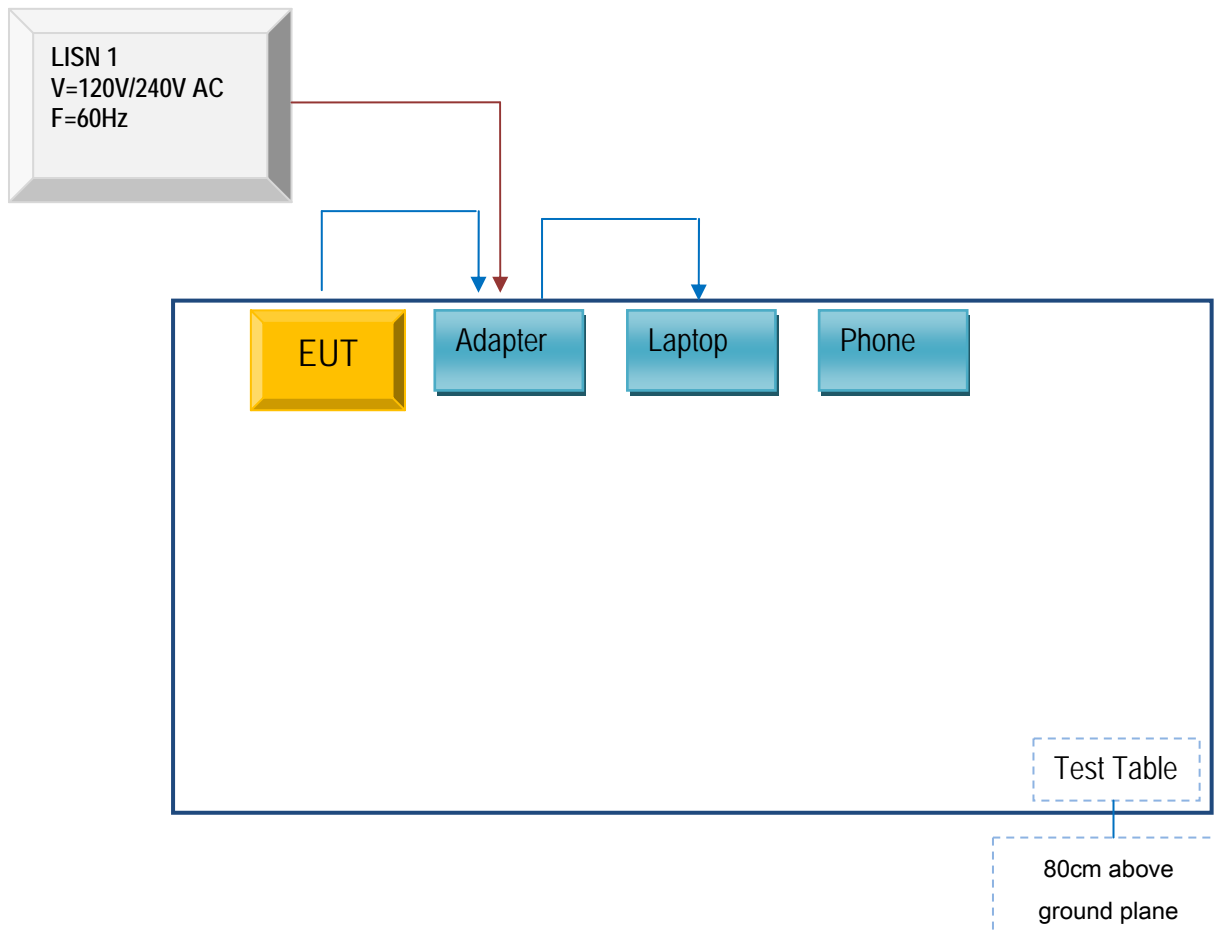 LISN 1
V=120V/240V AC
F=60Hz
EUT
Adapter
Laptop
Phone
Test Table
80cm above
ground plane